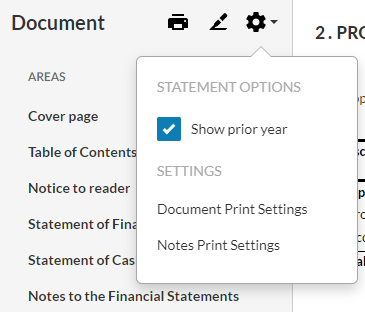 Document
2. PRO
AREAS
STATEMENT OPTIONS
Cover page
Show prior year
Table of Contents
SETTINGS
Notice to reader
Document Print Settings
Statement of Fina
Notes Print Settings
Statement of Cas
Notes to the Financial Statements